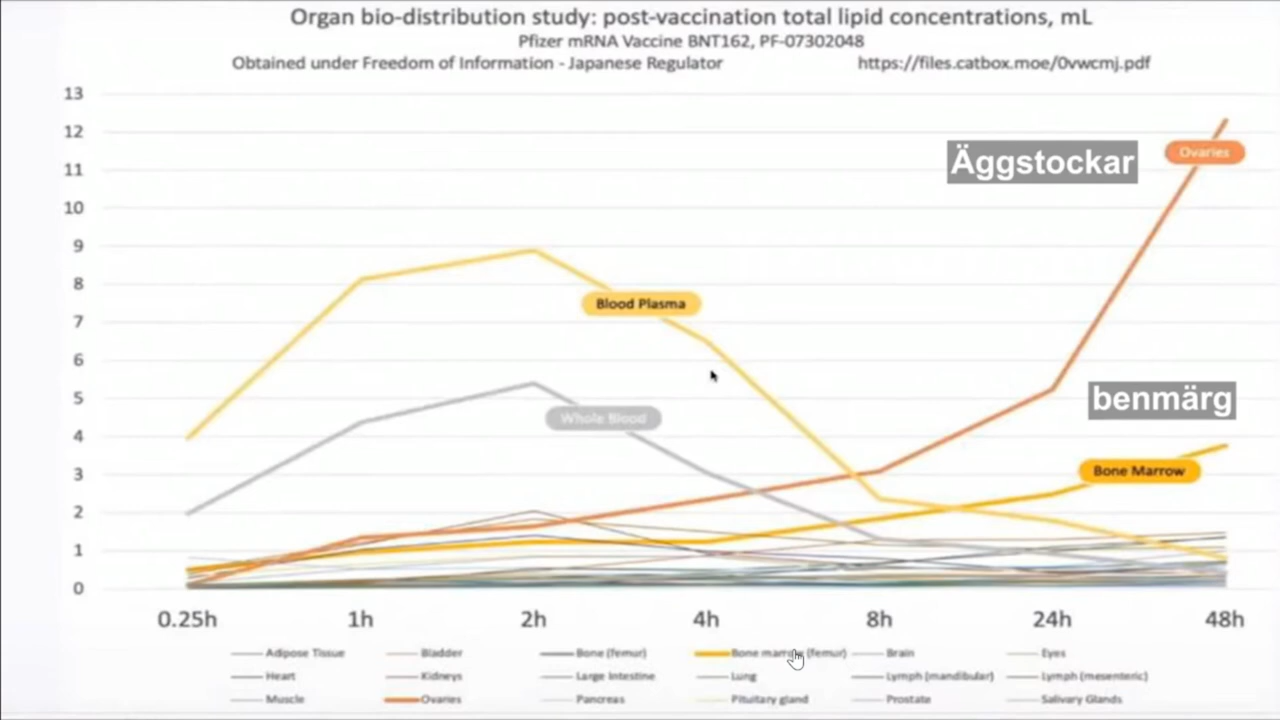 Organ bio-distribution study: post-vaccination total lipid concentrations, mL
Pfizer mRNA Vaccine BNT162, PF-07302048
Obtained under Freedom of Information - Japanese Regulator https://files.catbox.moe/0vwcmj.pdf
13
12
11
10
9
8
7
6
5
4
3
2
1
0
Äggstockar
Ovaries
Blood Plasma
benmärg
Whole Blood
Bone Marrow
0.25h 1h 2h 4h 8h 24h 48h
Adipose Tissue Bladder Bone (femur) Bone marrow (femur) Brain Eyes
Heart Kidneys Large Intestine Lung Lymph (mandibular) Lymph (mesenteric)
Muscle Ovaries Pancreas Pituitary gland Prostate Salivary Glands